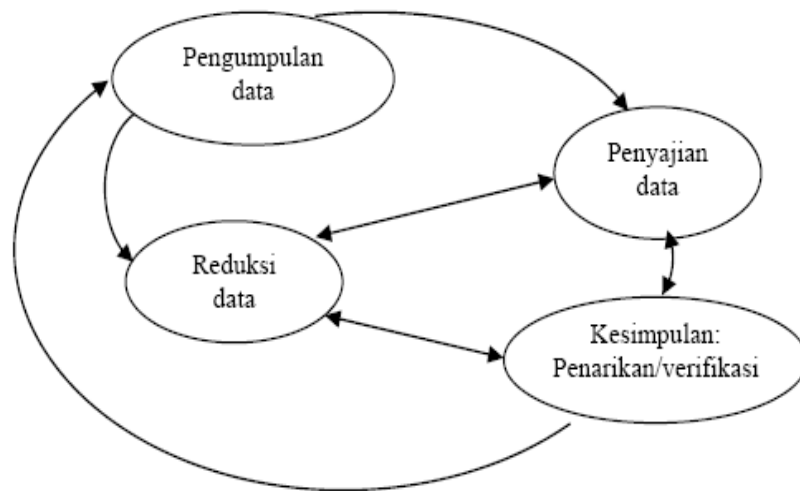 Pengumpulan
data
Penyajian
data
Reduksi
data
Kesimpulan:
Penarikan/verifikasi